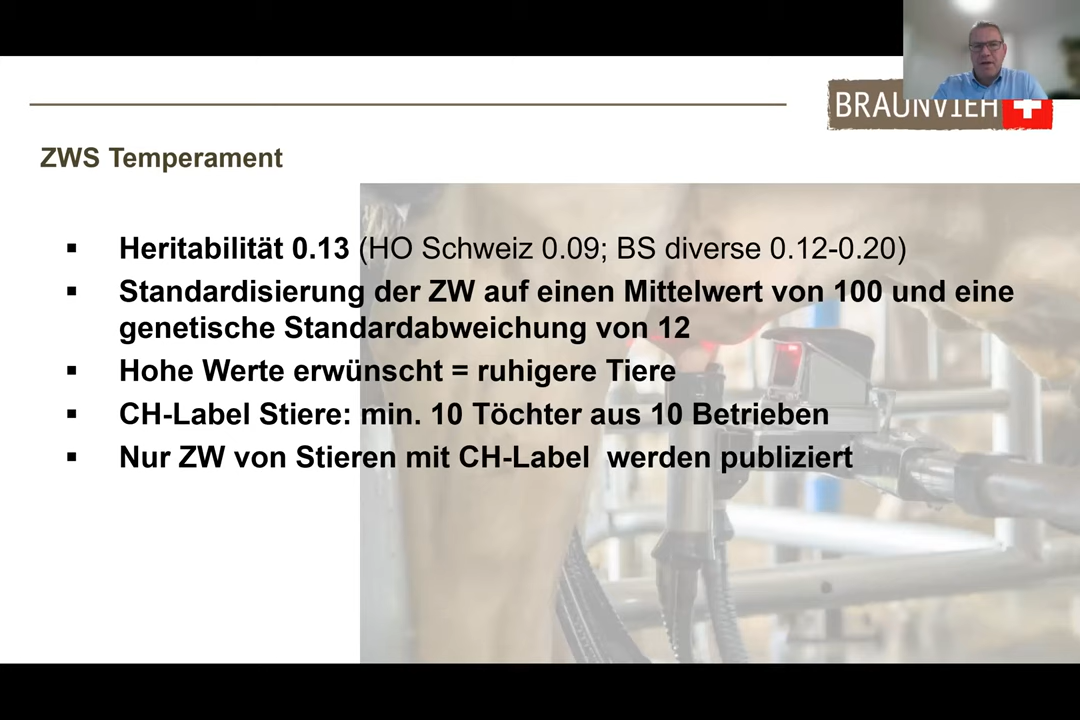 BRAUNVIEH
ZWS Temperament
▪ Heritabilität 0.13 (HO Schweiz 0.09; BS diverse 0.12-0.20)
▪ Standardisierung der ZW auf einen Mittelwert von 100 und eine
genetische Standardabweichung von 12
▪ Hohe Werte erwünscht = ruhigere Tiere
▪ CH-Label Stiere: min. 10 Töchter aus 10 Betrieben
▪ Nur ZW von Stieren mit CH-Label werden publiziert